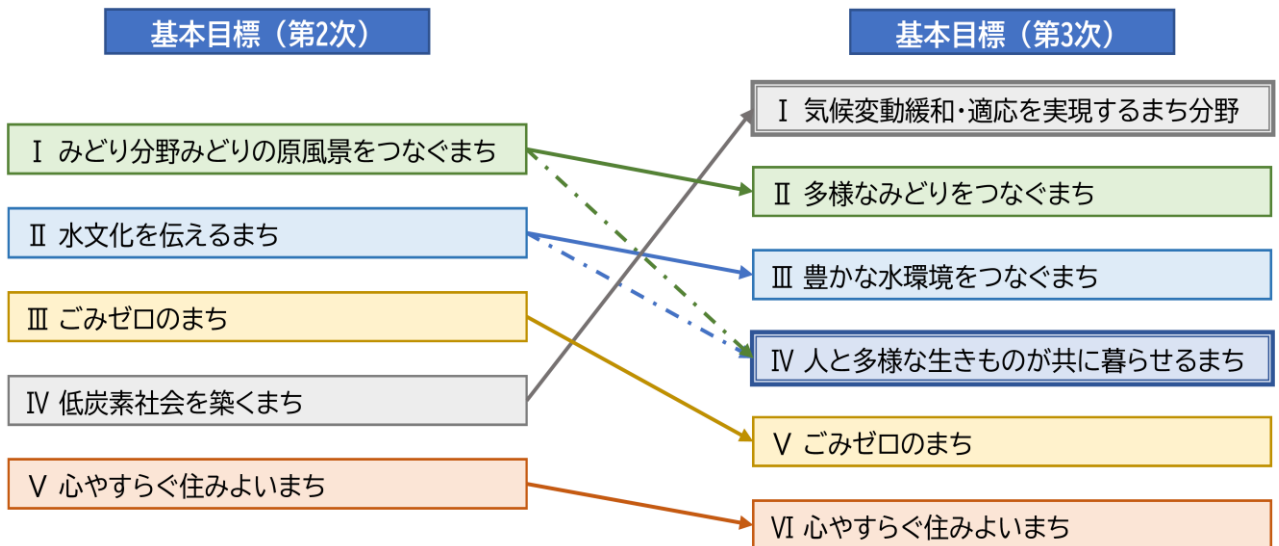 基本目標（第2次）
Ⅰ みどり分野みどりの原風景をつなぐまち
Ⅱ 水文化を伝えるまち
Ⅲ ごみゼロのまち
Ⅳ 低炭素社会を築くまち
Ⅴ 心やすらぐ住みよいまち
基本目標（第3次）
Ⅰ 気候変動緩和・適応を実現するまち分野
Ⅱ 多様なみどりをつなぐまち
Ⅲ 豊かな水環境をつなぐまち
Ⅳ 人と多様な生きものが共に暮らせるまち
Ⅴ ごみゼロのまち
Ⅵ 心やすらぐ住みよいまち